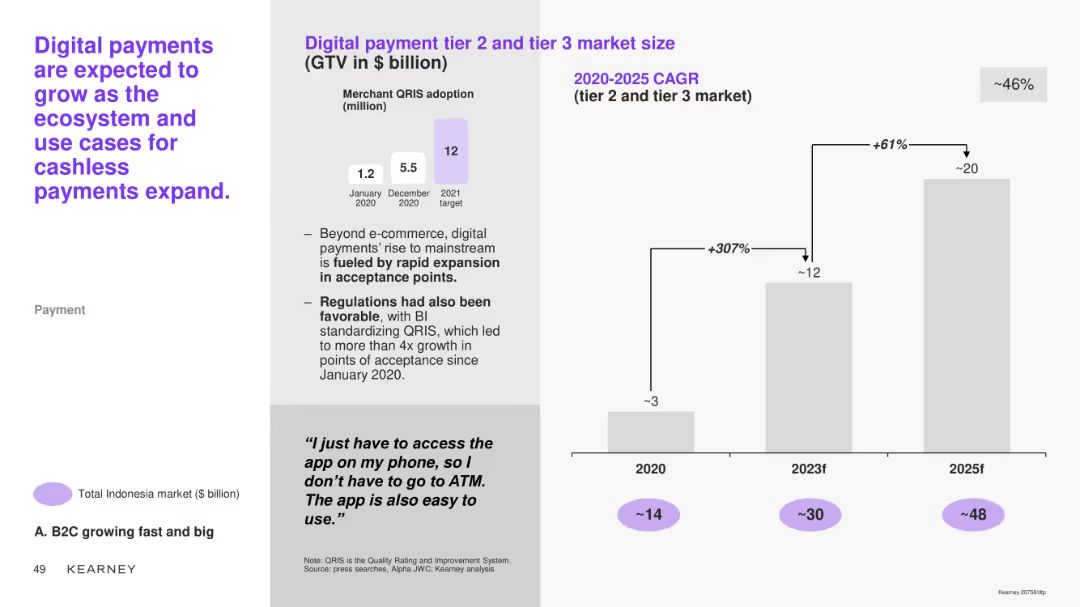 Digital payments
are expected to
grow as the
ecosystem and
use cases for
cashless
payments expand.
Payment
Total Indonesia market ($ billion)
A. B2C growing fast and big
49 KEARNEY
Digital payment tier 2 and tier 3 market size
(GTV in $ billion)
Merchant QRIS adoption
(million)
1.2
5.5
12
January
2020
December
2020
2021
target
– Beyond e-commerce, digital
payments’ rise to mainstream
is fueled by rapid expansion
in acceptance points.
– Regulations had also been
favorable, with BI
standardizing QRIS, which led
to more than 4x growth in
points of acceptance since
January 2020.
“I just have to access the
app on my phone, so I
don’t have to go to ATM.
The app is also easy to
use.”
Note: QRIS is the Quality Rating and Improvement System.
Source: press searches, Alpha JWC; Kearney analysis
2020-2025 CAGR
(tier 2 and tier 3 market)
~46%
+61%
~20
+307%
~12
~3
2020 2023f 2025f
~14 ~30 ~48